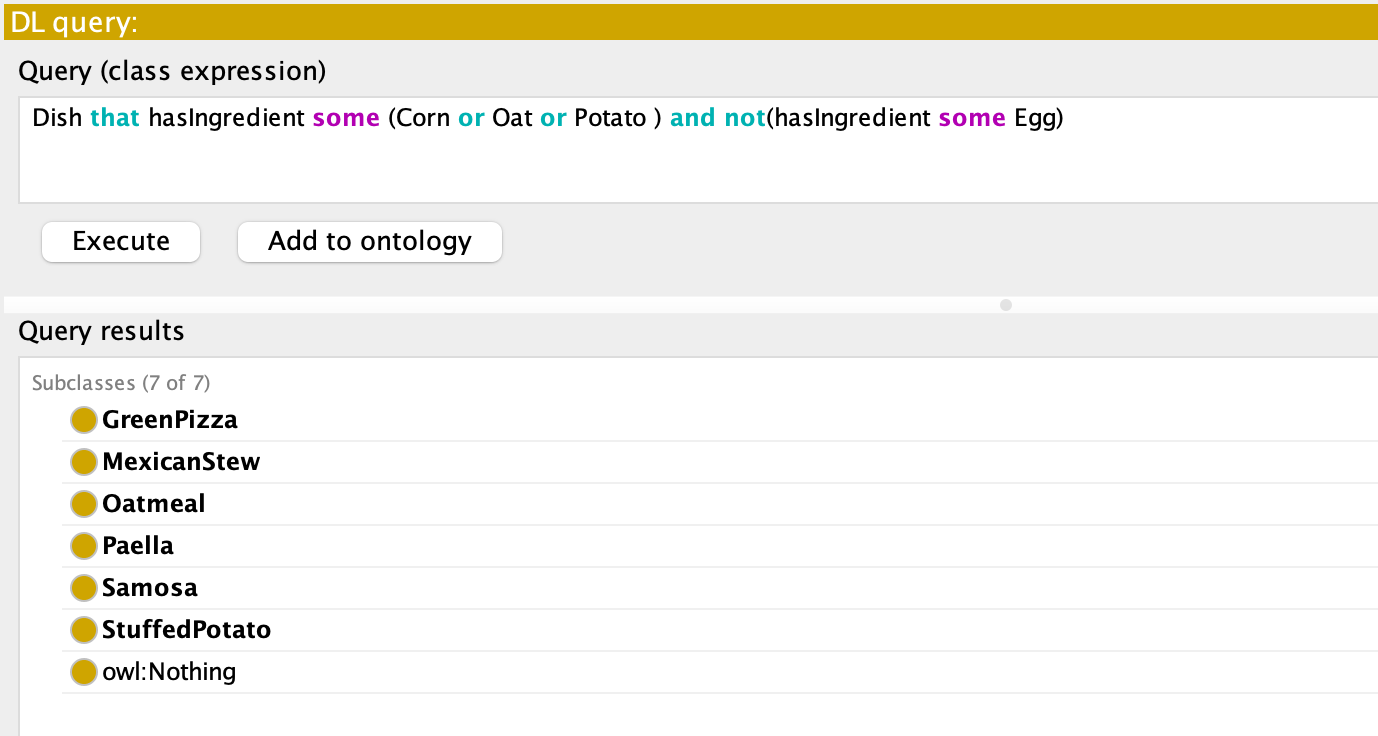 DL query:
Query (class expression)
Dish that hasIngredient some (Corn or Oat or Potato ) and not(hasIngredient some Egg)
Execute Add to ontology
Query results
Subclasses (7 of 7)
GreenPizza
MexicanStew
Oatmeal
Paella
Samosa
StuffedPotato
owl:Nothing